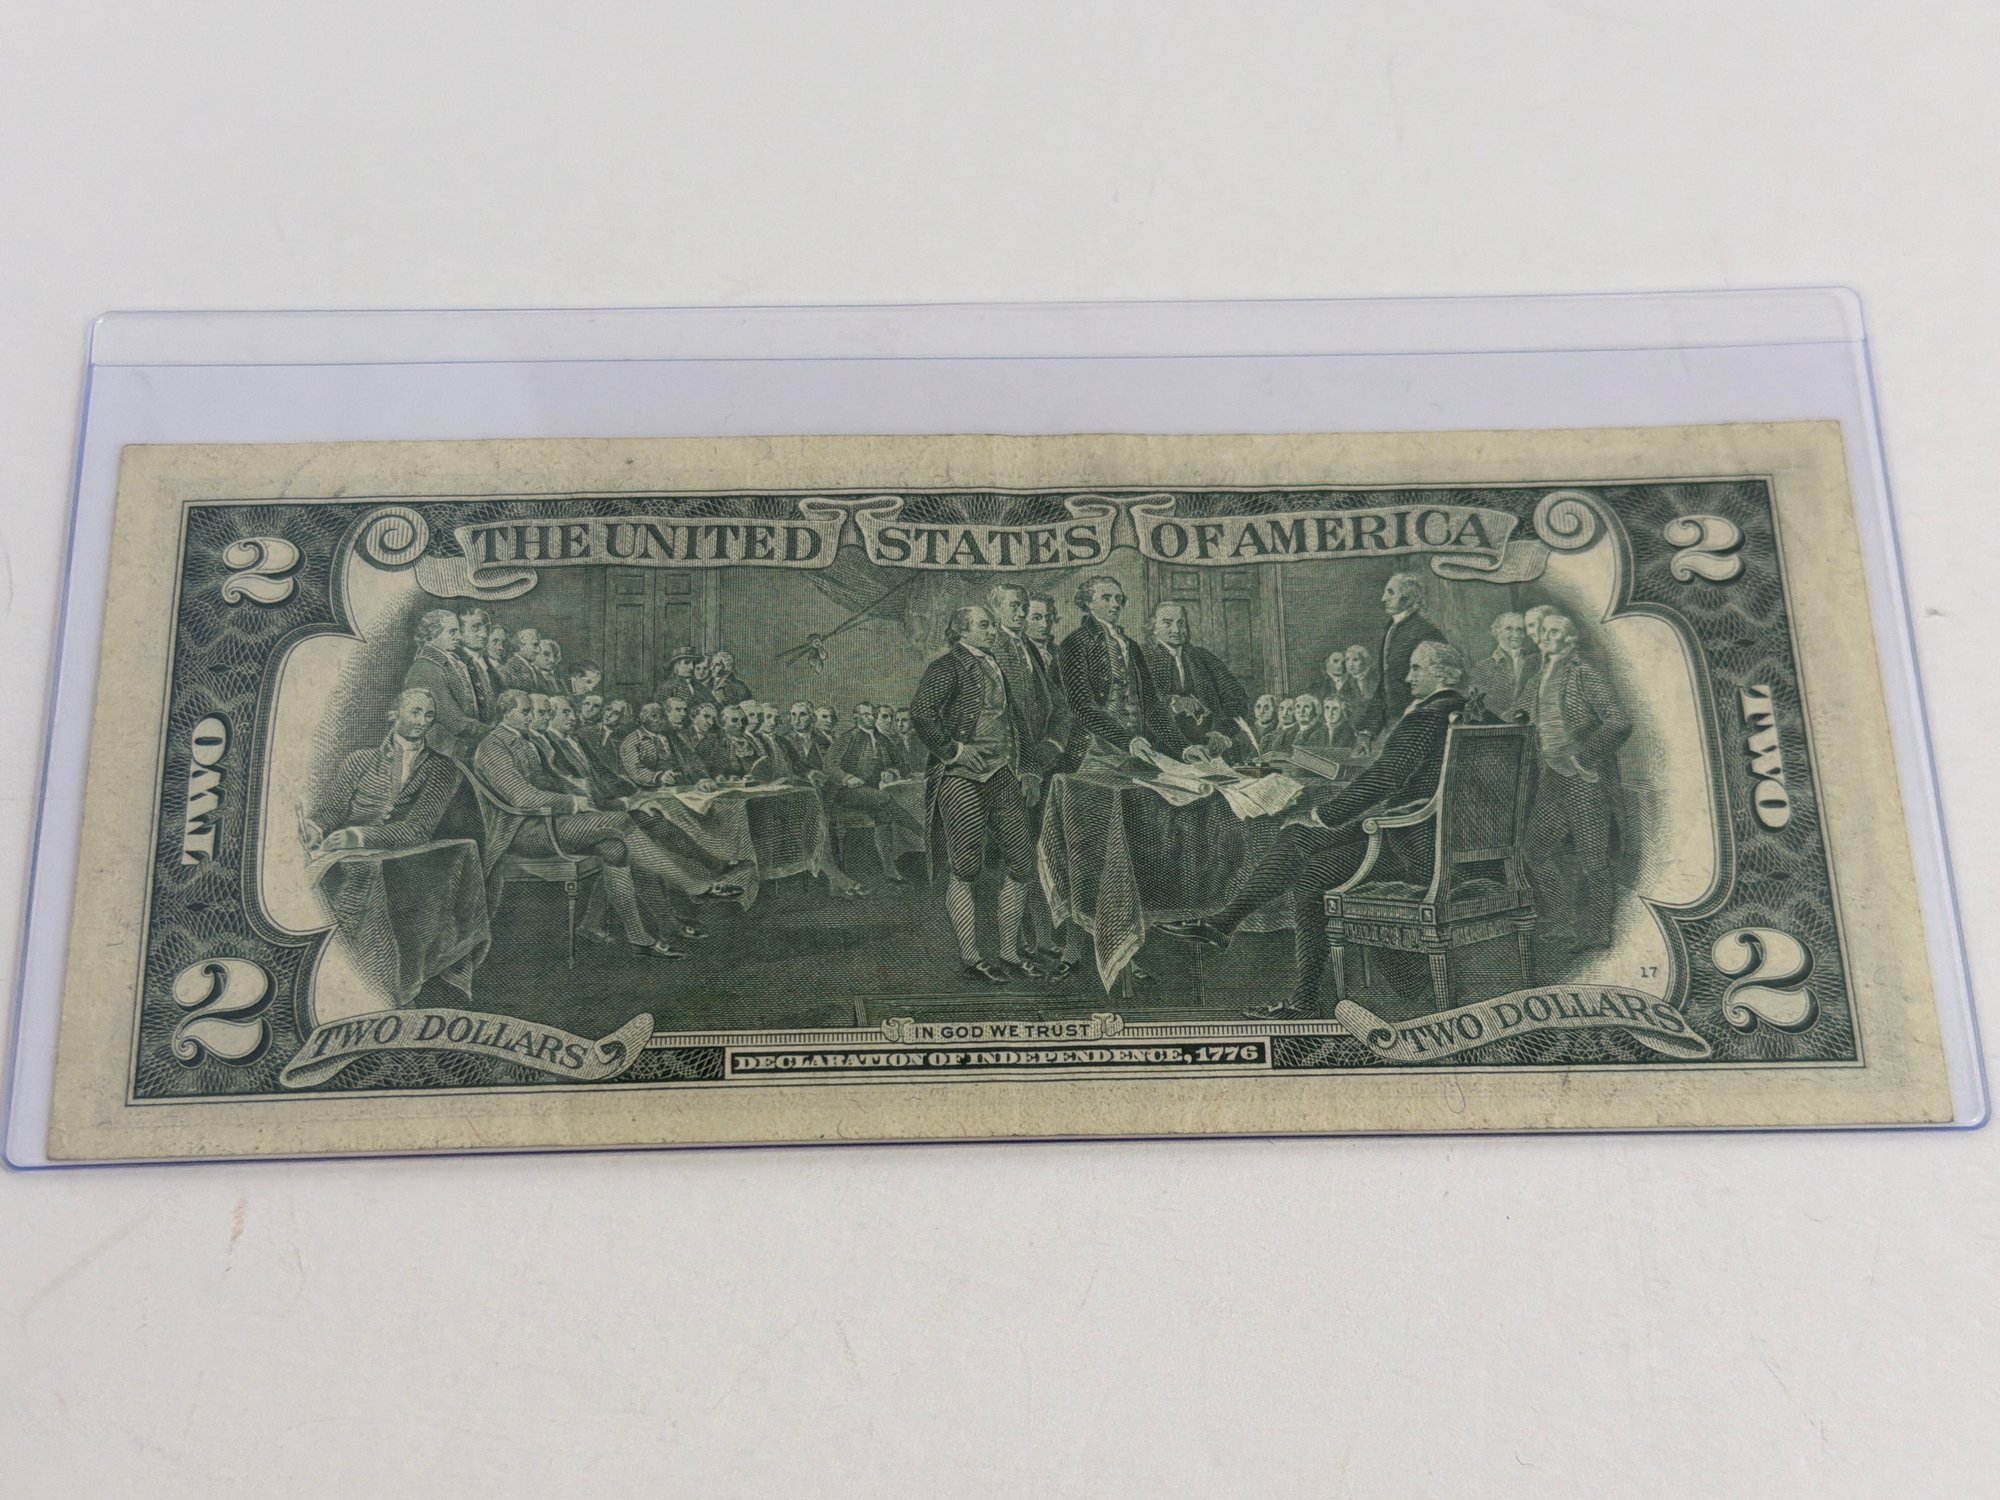 THE UNITED STATES OF AMERICA
2
2
TWO
TWO
2
2
17
TWO DOLLARS
TWO DOLLARS
IN GOD WE TRUST
DECLARATION OF INDEPENDENCE, 1776